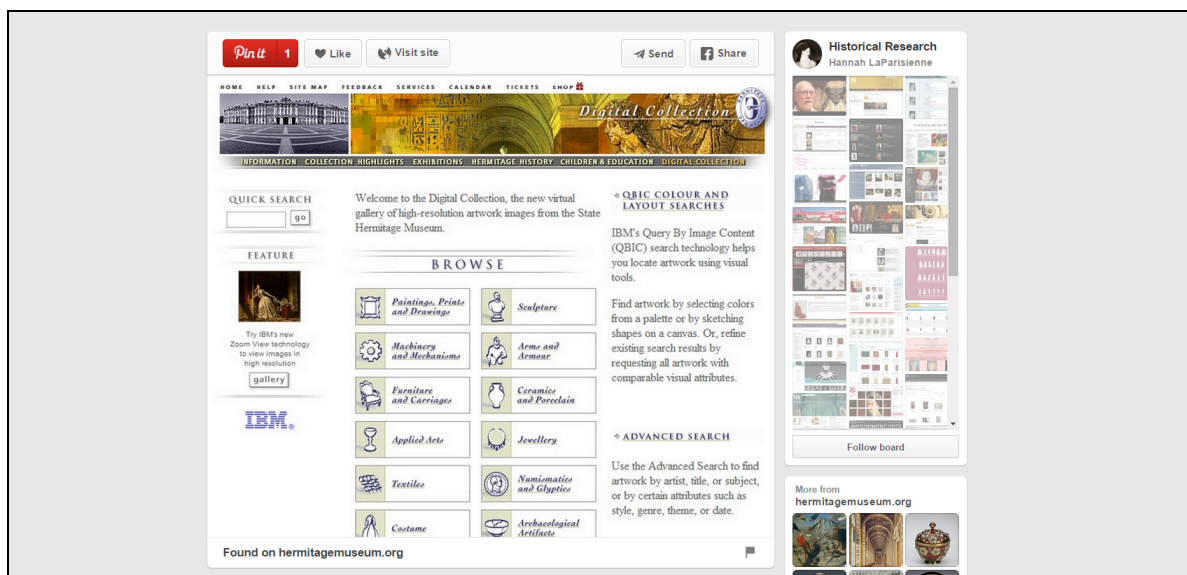 Pin it 1 Like Visit site Send Share
HOME HELP SITE MAP FEEDBACK SERVICES CALENDAR TICKETS SHOP
Digital Collection
INFORMATION COLLECTION HIGHLIGHTS EXHIBITIONS HERMITAGE HISTORY CHILDREN & EDUCATION DIGITAL COLLECTION
QUICK SEARCH
go
FEATURE
Try IBM's new
Zoom View technology
to view images in
high resolution
gallery
IBM®
Welcome to the Digital Collection, the new virtual
gallery of high-resolution artwork images from the State
Hermitage Museum.
BROWSE
Paintings, Prints
and Drawings
Sculpture
Machinery
and Mechanisms
Arms and
Armour
Furniture
and Carriages
Ceramics
and Porcelain
Applied Arts
Jewellery
Textiles
Numismatics
and Glyptics
Costume
Archaeological
Artifacts
QBIC COLOUR AND
LAYOUT SEARCHES
IBM's Query By Image Content
(QBIC) search technology helps
you locate artwork using visual
tools.
Find artwork by selecting colors
from a palette or by sketching
shapes on a canvas. Or, refine
existing search results by
requesting all artwork with
comparable visual attributes.
ADVANCED SEARCH
Use the Advanced Search to find
artwork by artist, title, or subject,
or by certain attributes such as
style, genre, theme, or date.
Found on hermitagemuseum.org
Historical Research
Hannah LaParisienne
Follow board
More from
hermitagemuseum.org